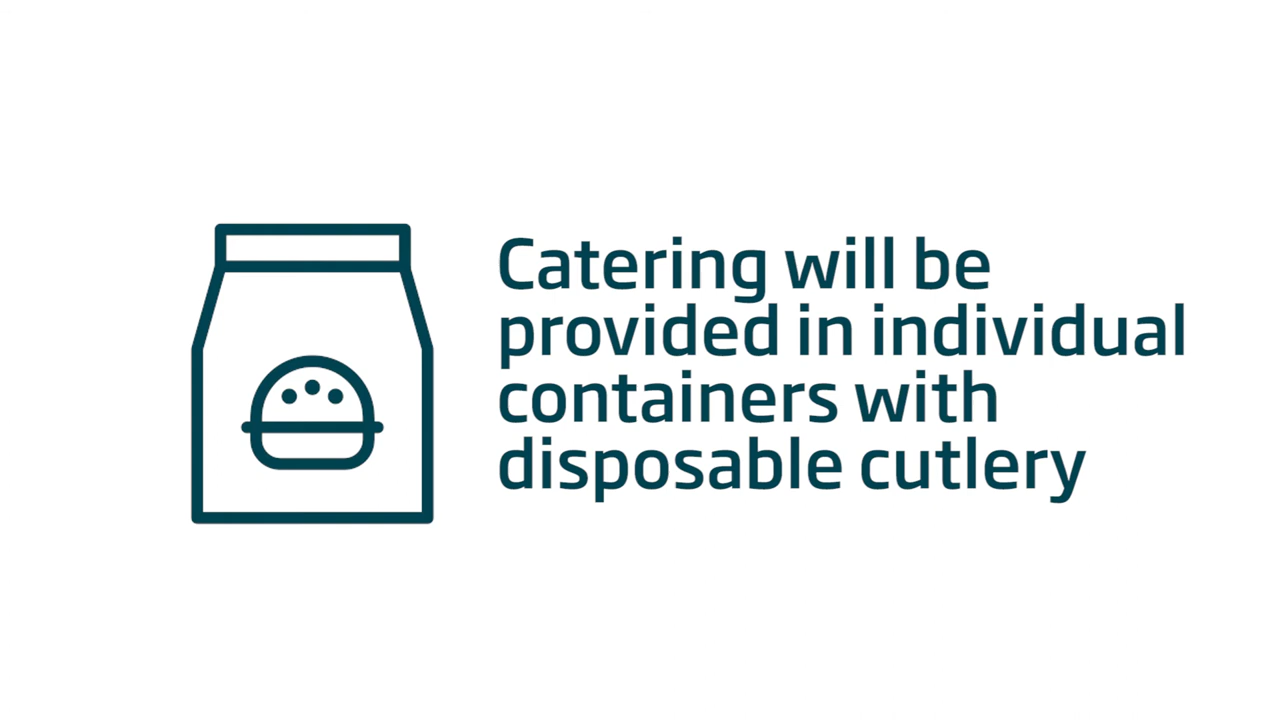 Catering will be
provided in individual
containers with
disposable cutlery